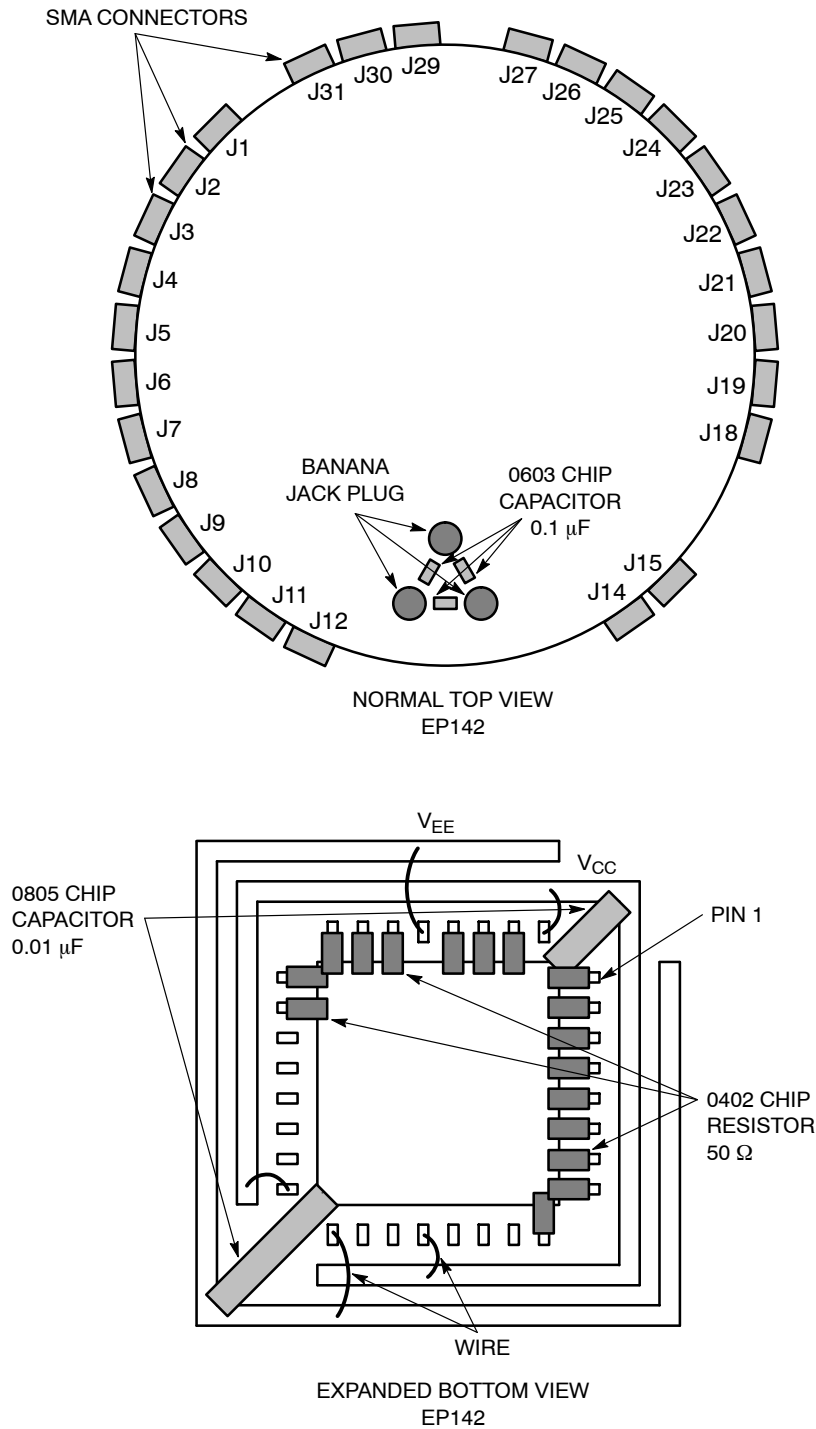 SMA CONNECTORS
J31
J30
J29
J27
J26
J25
J24
J23
J22
J21
J20
J19
J18
J15
J14
J1
J2
J3
J4
J5
J6
J7
J8
J9
J10
J11
J12
BANANA
JACK PLUG
0603 CHIP
CAPACITOR
0.1 μF
NORMAL TOP VIEW
EP142
VEE
VCC
0805 CHIP
CAPACITOR
0.01 μF
PIN 1
0402 CHIP
RESISTOR
50 Ω
WIRE
EXPANDED BOTTOM VIEW
EP142